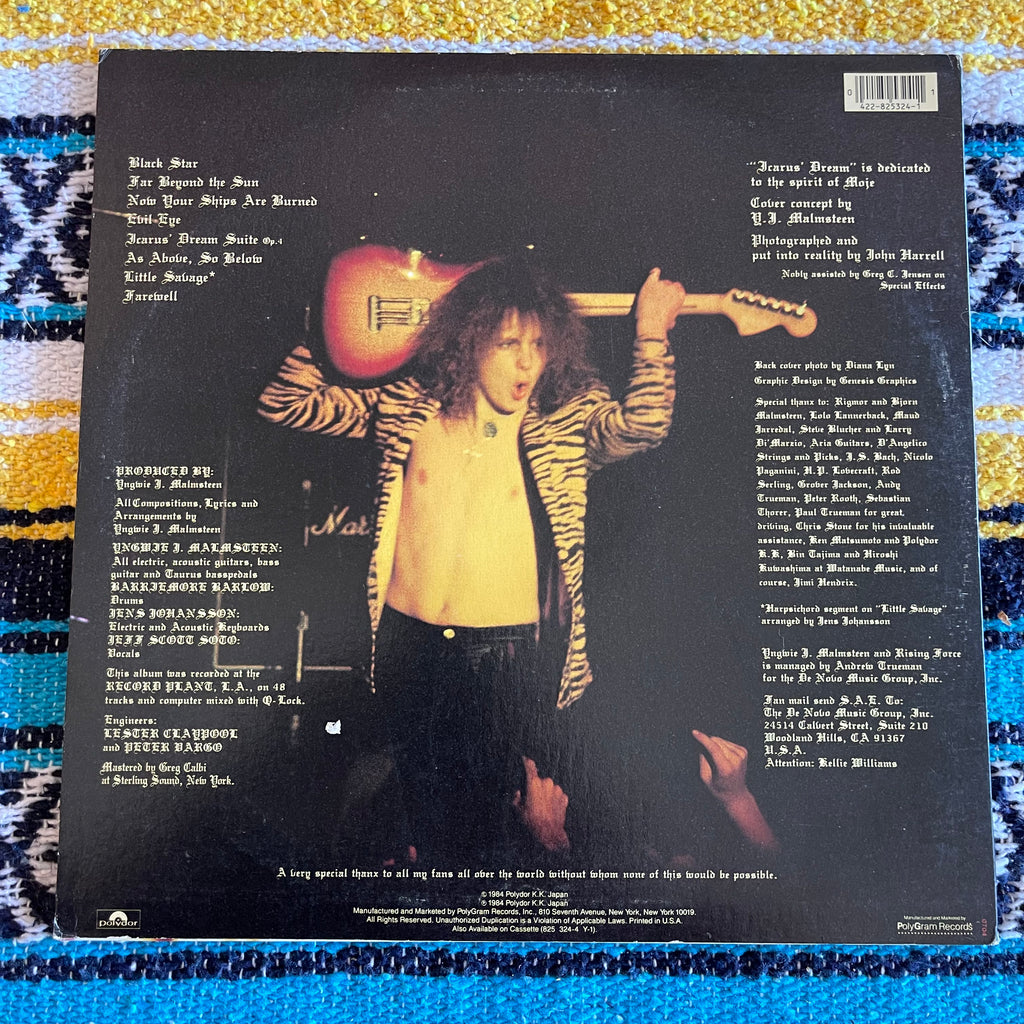 0 422-825324-1 1
Black Star
Far Beyond the Sun
Now Your Ships Are Burned
Evil Eye
Icarus' Dream Suite Op.4
As Above, So Below
Little Savage*
Farewell
"Icarus' Dream" is dedicated
to the spirit of Moje
Cover concept by
Y.J. Malmsteen
Photographed and
put into reality by John Harrell
Nobly assisted by Greg C. Jensen on
Special Effects
Back cover photo by Diana Lyn
Graphic Design by Genesis Graphics
Special thanx to: Rigmor and Bjorn
Malmsteen, Lolo Lannerback, Maud
Jarredal, Steve Blucher and Larry
Di'Marzio, Aria Guitars, D'Angelico
Strings and Picks, J.S. Bach, Nicolo
Paganini, H.P. Lovecraft, Rod
Serling, Grover Jackson, Andy
Trueman, Peter Rooth, Sebastian
Thorer, Paul Trueman for great
driving, Chris Stone for his invaluable
assistance, Ken Matsumoto and Polydor
K.K, Bin Tajima and Hiroshi
Kuwashima at Watanabe Music, and of
course, Jimi Hendrix.
*Harpsichord segment on "Little Savage"
arranged by Jens Johansson
Yngwie J. Malmsteen and Rising Force
is managed by Andrew Trueman
for the De Novo Music Group, Inc.
Fan mail send S.A.E. To:
The De Novo Music Group, Inc.
24514 Calvert Street, Suite 210
Woodland Hills, CA 91367
U.S.A.
Attention: Kellie Williams
PRODUCED BY:
Yngwie J. Malmsteen
All Compositions, Lyrics and
Arrangements by
Yngwie J. Malmsteen
YNGWIE J. MALMSTEEN:
All electric, acoustic guitars, bass
guitar and Taurus basspedals
BARRIEMORE BARLOW:
Drums
JENS JOHANSSON:
Electric and Acoustic Keyboards
JEFF SCOTT SOTO:
Vocals
This album was recorded at the
RECORD PLANT, L.A., on 48
tracks and computer mixed with Q-Lock.
Engineers:
LESTER CLAYPOOL
and PETER VARGO
Mastered by Greg Calbi
at Sterling Sound, New York.
Mar
A very special thanx to all my fans all over the world without whom none of this would be possible.
© 1984 Polydor K.K. Japan
℗ 1984 Polydor K.K. Japan
Manufactured and Marketed by PolyGram Records, Inc., 810 Seventh Avenue, New York, New York 10019.
All Rights Reserved. Unauthorized Duplication is a Violation of Applicable Laws. Printed in U.S.A.
Also Available on Cassette (825 324-4 Y-1).
polydor
Manufactured and Marketed by
PolyGram Records